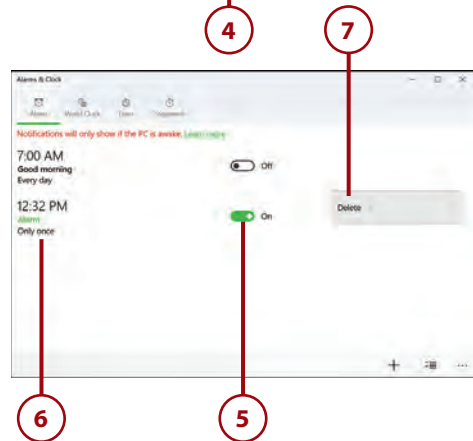 4
7
Alarms & Clock
Alarm World Clock Timer Stopwatch
Notifications will only show if the PC is awake. Learn more
7:00 AM
Good morning
Every day
Off
12:32 PM
Alarm
Only once
On
Delete
6
5